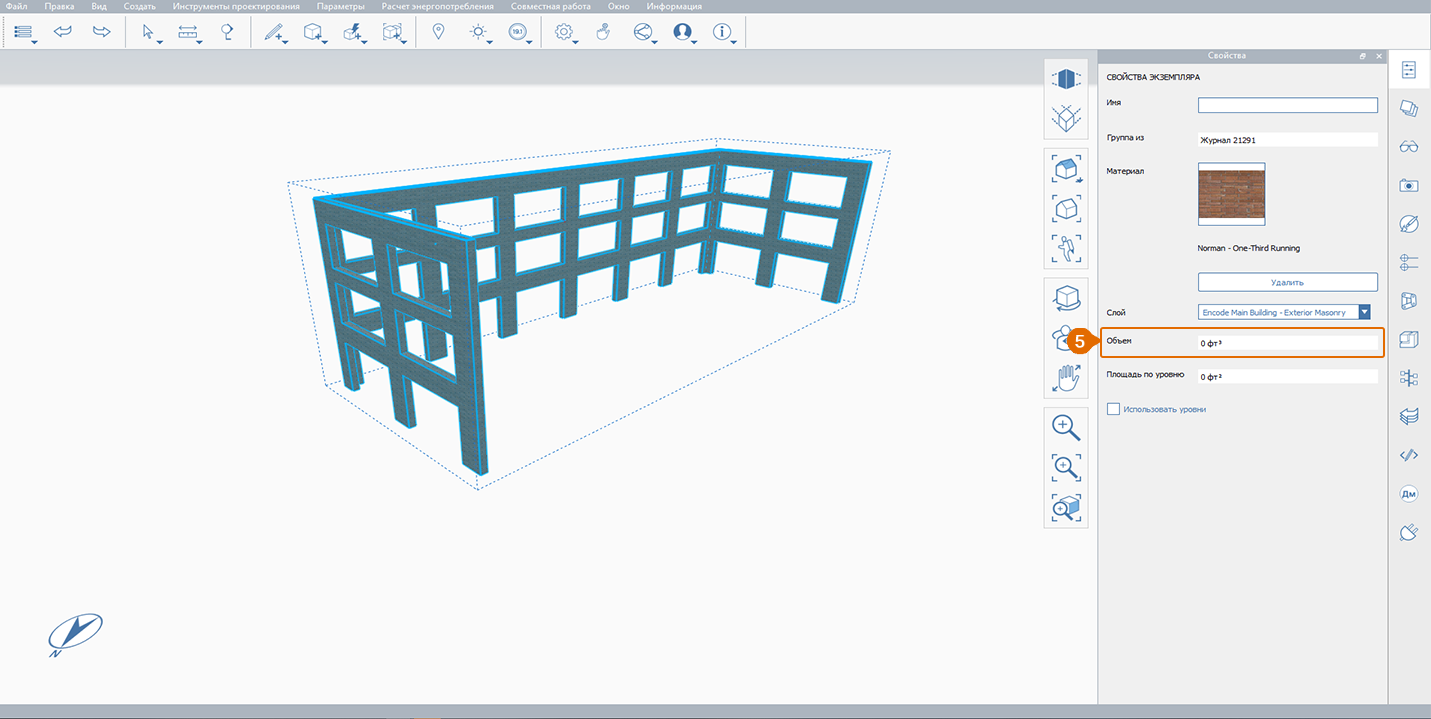 Файл Правка Вид Создать Инструменты проектирования Параметры Расчет энергопотребления Совместная работа Окно Информация
19.1
Свойства
СВОЙСТВА ЭКЗЕМПЛЯРА
Имя
Группа из Журнал 21291
Материал
Norman - One-Third Running
Удалить
Слой Encode Main Building - Exterior Masonry
5 Объем 0 фт³
Площадь по уровню 0 фт²
Использовать уровни
Дм
N